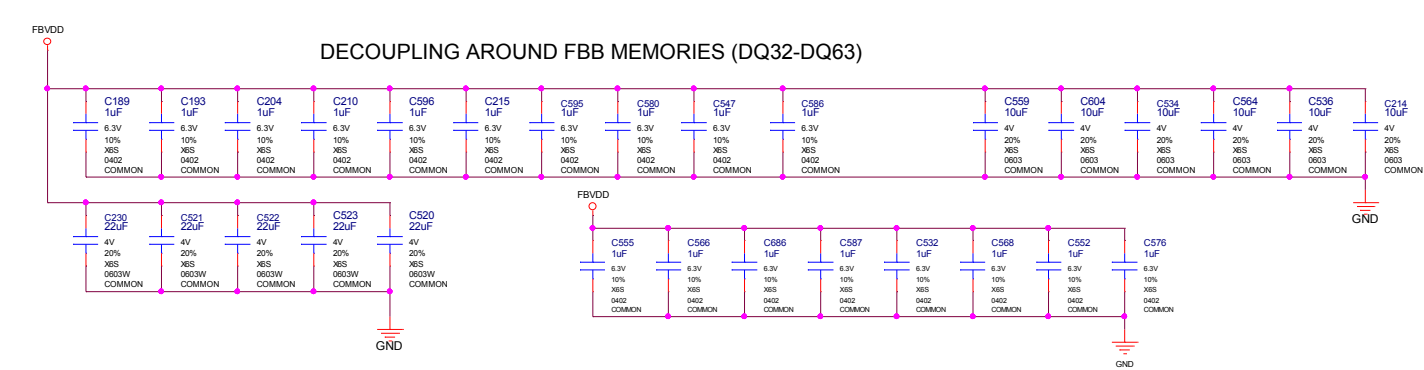 FBVDD
DECOUPLING AROUND FBB MEMORIES (DQ32-DQ63)
C189
1uF
6.3V
10%
X6S
0402
COMMON
C193
1uF
6.3V
10%
X6S
0402
COMMON
C204
1uF
6.3V
10%
X6S
0402
COMMON
C210
1uF
6.3V
10%
X6S
0402
COMMON
C596
1uF
6.3V
10%
X6S
0402
COMMON
C215
1uF
6.3V
10%
X6S
0402
COMMON
C595
1uF
6.3V
10%
X6S
0402
COMMON
C580
1uF
6.3V
10%
X6S
0402
COMMON
C547
1uF
6.3V
10%
X6S
0402
COMMON
C586
1uF
6.3V
10%
X6S
0402
COMMON
C559
10uF
4V
20%
X6S
0603
COMMON
C604
10uF
4V
20%
X6S
0603
COMMON
C534
10uF
4V
20%
X6S
0603
COMMON
C564
10uF
4V
20%
X6S
0603
COMMON
C536
10uF
4V
20%
X6S
0603
COMMON
C214
10uF
4V
20%
X6S
0603
COMMON
GND
C230
22uF
4V
20%
X6S
0603W
COMMON
C521
22uF
4V
20%
X6S
0603W
COMMON
C522
22uF
4V
20%
X6S
0603W
COMMON
C523
22uF
4V
20%
X6S
0603W
COMMON
C520
22uF
4V
20%
X6S
0603W
COMMON
GND
FBVDD
C555
1uF
6.3V
10%
X6S
0402
COMMON
C566
1uF
6.3V
10%
X6S
0402
COMMON
C686
1uF
6.3V
10%
X6S
0402
COMMON
C587
1uF
6.3V
10%
X6S
0402
COMMON
C532
1uF
6.3V
10%
X6S
0402
COMMON
C568
1uF
6.3V
10%
X6S
0402
COMMON
C552
1uF
6.3V
10%
X6S
0402
COMMON
C576
1uF
6.3V
10%
X6S
0402
COMMON
GND